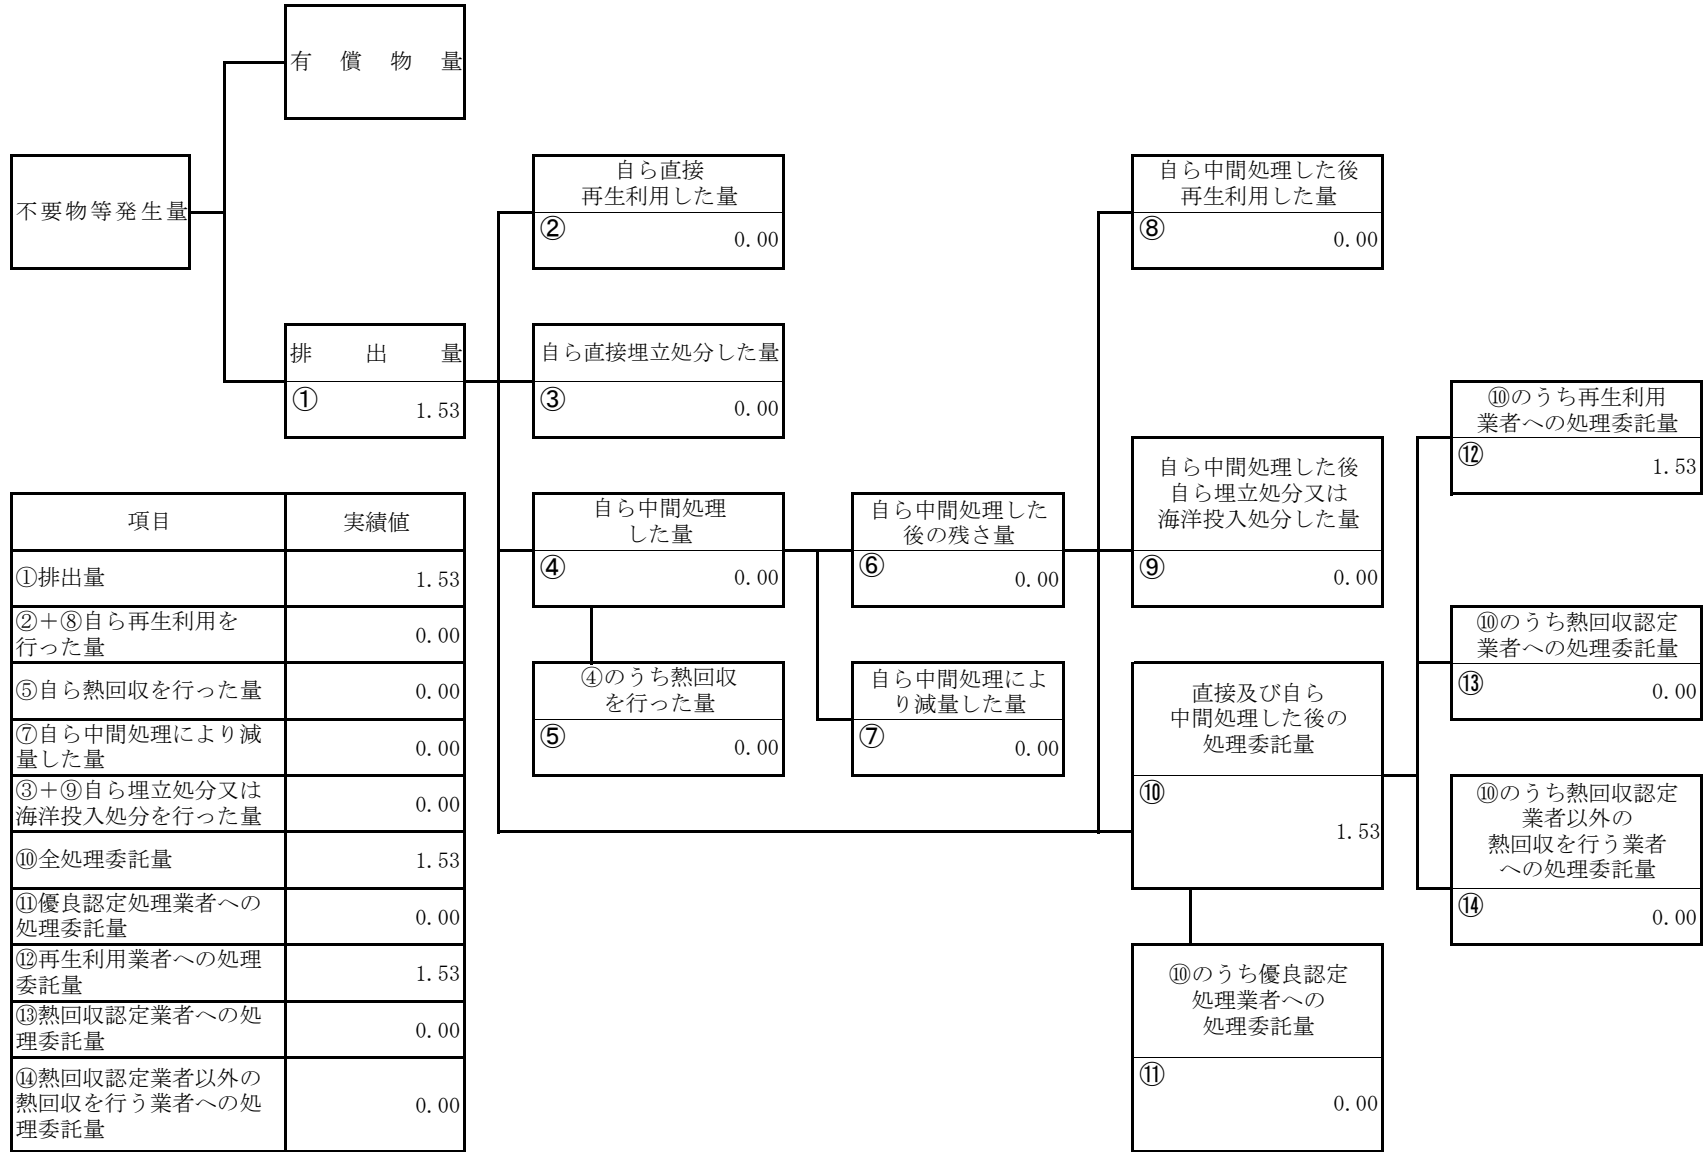 有償物量
不要物等発生量
自ら直接
再生利用した量
②
0.00
自ら中間処理した後
再生利用した量
⑧
0.00
排出量
①
1.53
自ら直接埋立処分した量
③
0.00
⑩のうち再生利用
業者への処理委託量
⑫
1.53
自ら中間処理した後
自ら埋立処分又は
海洋投入処分した量
⑨
0.00
自ら中間処理
した量
④
0.00
自ら中間処理した
後の残さ量
⑥
0.00
⑩のうち熱回収認定
業者への処理委託量
⑬
0.00
④のうち熱回収
を行った量
⑤
0.00
自ら中間処理によ
り減量した量
⑦
0.00
直接及び自ら
中間処理した後の
処理委託量
⑩
1.53
⑩のうち熱回収認定
業者以外の
熱回収を行う業者
への処理委託量
⑭
0.00
⑩のうち優良認定
処理業者への
処理委託量
⑪
0.00
項目 実績値
①排出量 1.53
②＋⑧自ら再生利用を
行った量 0.00
⑤自ら熱回収を行った量 0.00
⑦自ら中間処理により減
量した量 0.00
③＋⑨自ら埋立処分又は
海洋投入処分を行った量 0.00
⑩全処理委託量 1.53
⑪優良認定処理業者への
処理委託量 0.00
⑫再生利用業者への処理
委託量 1.53
⑬熱回収認定業者への処
理委託量 0.00
⑭熱回収認定業者以外の
熱回収を行う業者への処
理委託量 0.00